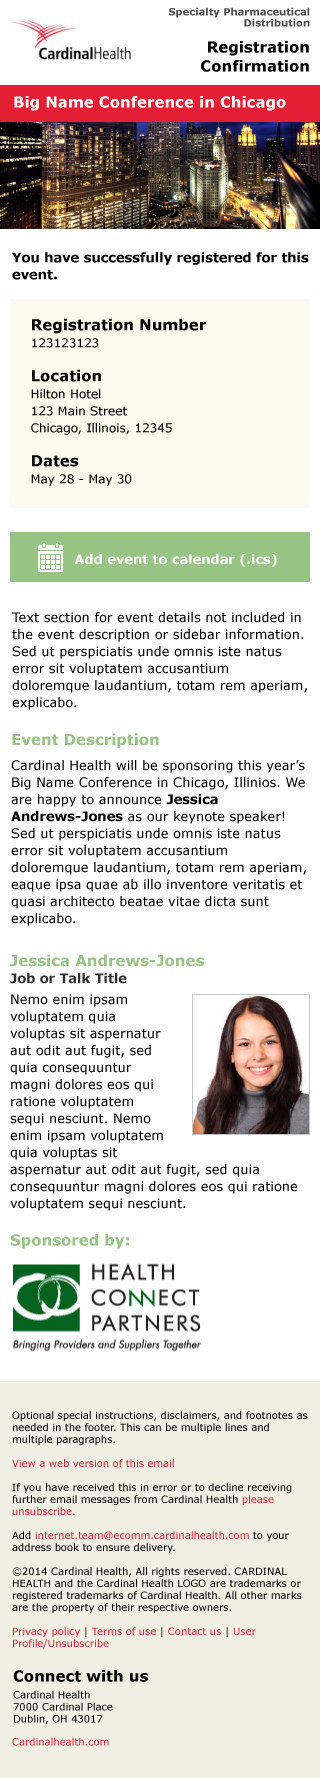 Specialty Pharmaceutical
Distribution
CardinalHealth
Registration
Confirmation
Big Name Conference in Chicago
You have successfully registered for this
event.
Registration Number
123123123
Location
Hilton Hotel
123 Main Street
Chicago, Illinois, 12345
Dates
May 28 - May 30
Add event to calendar (.ics)
Text section for event details not included in
the event description or sidebar information.
Sed ut perspiciatis unde omnis iste natus
error sit voluptatem accusantium
doloremque laudantium, totam rem aperiam,
explicabo.
Event Description
Cardinal Health will be sponsoring this year’s
Big Name Conference in Chicago, Illinios. We
are happy to announce Jessica
Andrews-Jones as our keynote speaker!
Sed ut perspiciatis unde omnis iste natus
error sit voluptatem accusantium
doloremque laudantium, totam rem aperiam,
eaque ipsa quae ab illo inventore veritatis et
quasi architecto beatae vitae dicta sunt
explicabo.
Jessica Andrews-Jones
Job or Talk Title
Nemo enim ipsam
voluptatem quia
voluptas sit aspernatur
aut odit aut fugit, sed
quia consequuntur
magni dolores eos qui
ratione voluptatem
sequi nesciunt. Nemo
enim ipsam voluptatem
quia voluptas sit
aspernatur aut odit aut fugit, sed quia
consequuntur magni dolores eos qui ratione
voluptatem sequi nesciunt.
Sponsored by:
HEALTH
CONNECT
PARTNERS
Bringing Providers and Suppliers Together
Optional special instructions, disclaimers, and footnotes as
needed in the footer. This can be multiple lines and
multiple paragraphs.
View a web version of this email
If you have received this in error or to decline receiving
further email messages from Cardinal Health please
unsubscribe.
Add internet.team@ecomm.cardinalhealth.com to your
address book to ensure delivery.
©2014 Cardinal Health, All rights reserved. CARDINAL
HEALTH and the Cardinal Health LOGO are trademarks or
registered trademarks of Cardinal Health. All other marks
are the property of their respective owners.
Privacy policy | Terms of use | Contact us | User
Profile/Unsubscribe
Connect with us
Cardinal Health
7000 Cardinal Place
Dublin, OH 43017
Cardinalhealth.com